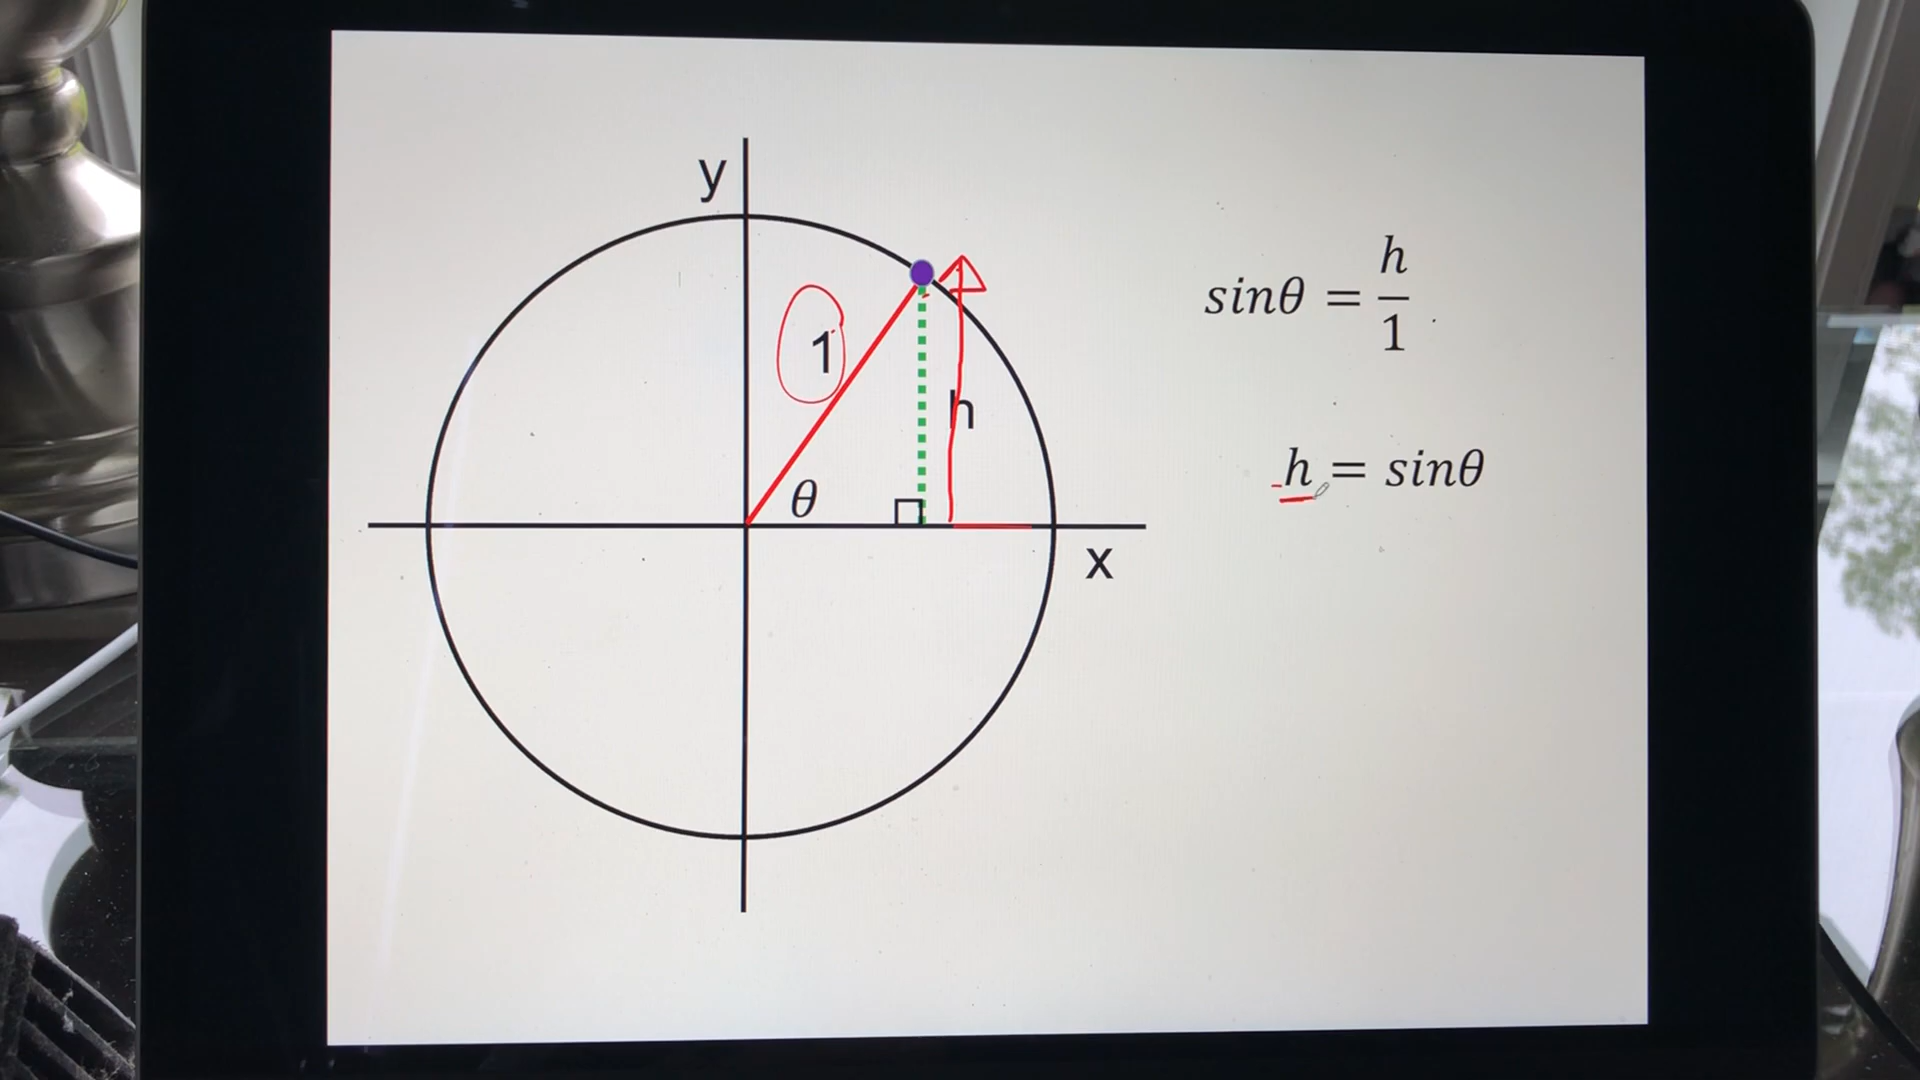 y
1
h
θ
x
sinθ = h/1
h = sinθ